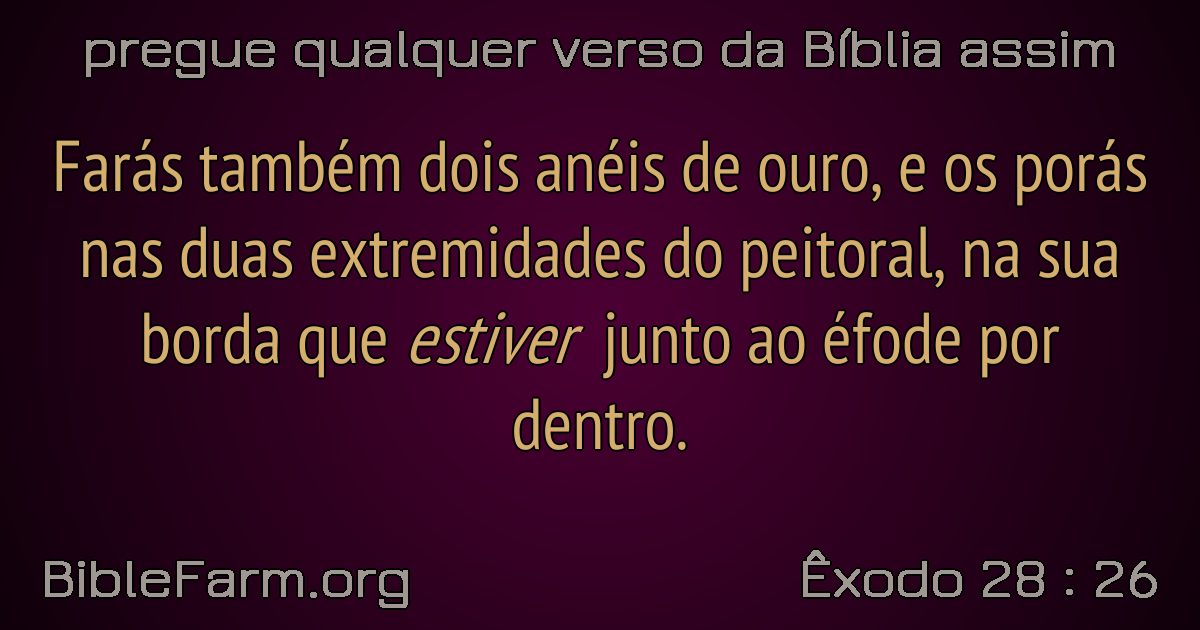 pregue qualquer verso da Bíblia assim
Farás também dois anéis de ouro, e os porás
nas duas extremidades do peitoral, na sua
borda que estiver junto ao éfode por
dentro.
BibleFarm.org
Êxodo 28 : 26